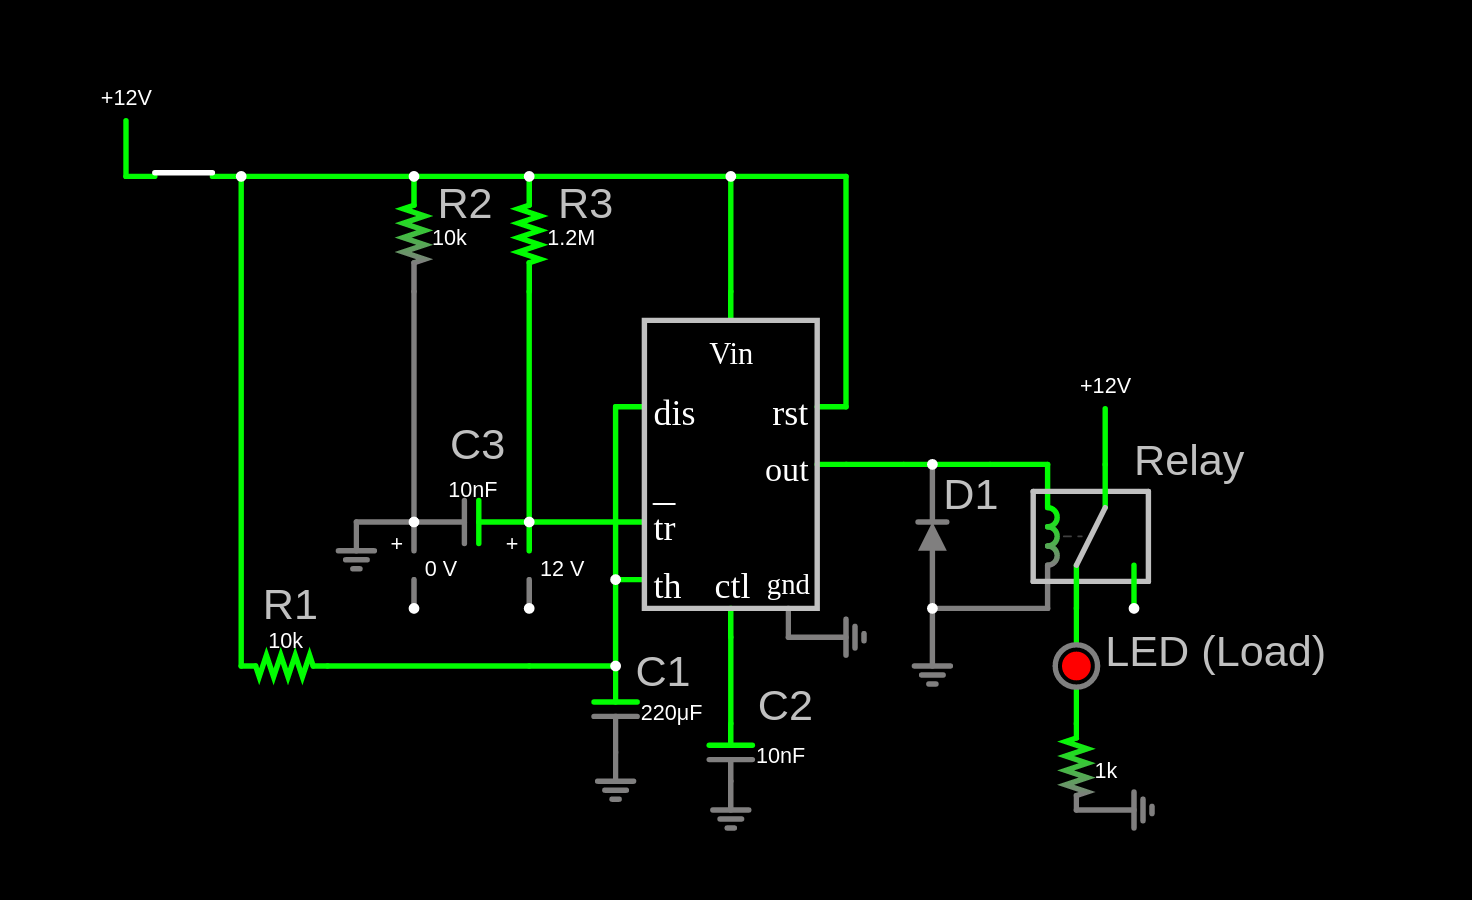 +12V
R2
R3
10k
1.2M
Vin
+12V
dis
rst
C3
Relay
out
10nF
D1
tr
+
+
0 V
12 V
th
ctl
gnd
R1
10k
LED (Load)
C1
220μF
C2
10nF
1k